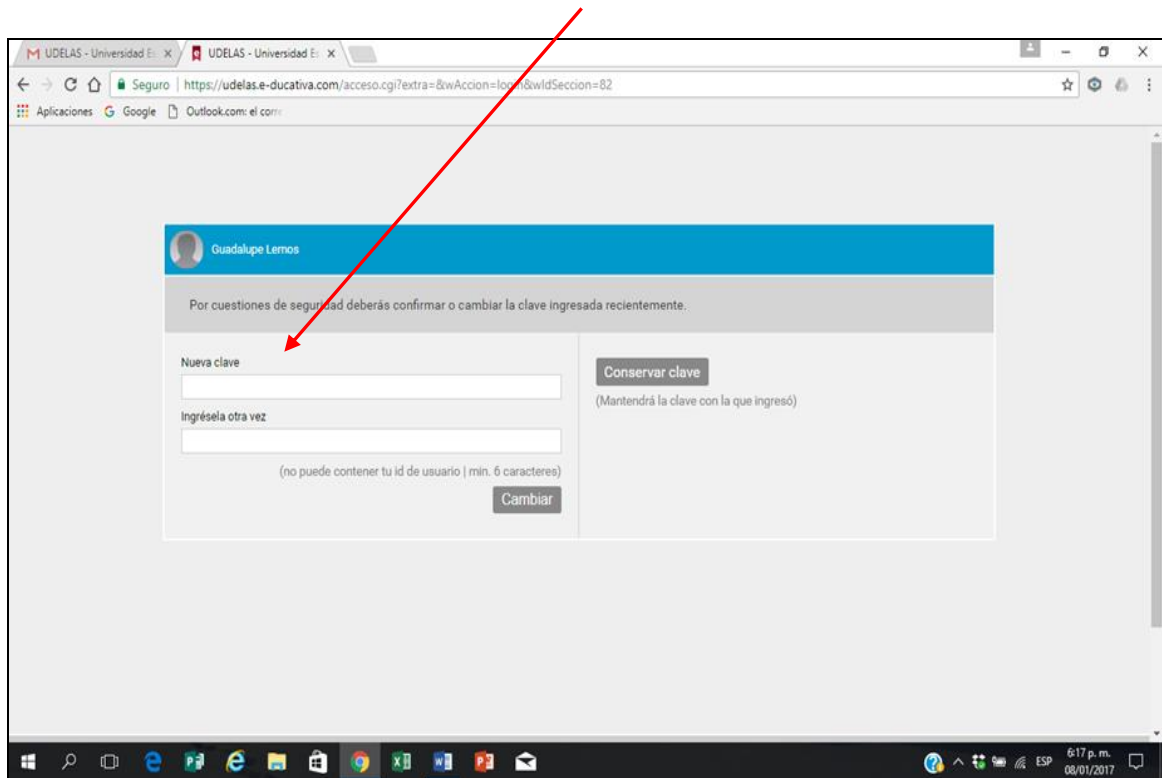 UDELAS - Universidad E
UDELAS - Universidad E
Seguro | https://udelas.e-ducativa.com/acceso.cgi?extra=&wAccion=login&wIdSeccion=82
Aplicaciones G Google Outlook.com: el corre
Guadalupe Lemos
Por cuestiones de seguridad deberás confirmar o cambiar la clave ingresada recientemente.
Nueva clave
Ingrésela otra vez
(no puede contener tu id de usuario | min. 6 caracteres)
Cambiar
Conservar clave
(Mantendrá la clave con la que ingresó)
ESP
6:17 p. m.
08/01/2017